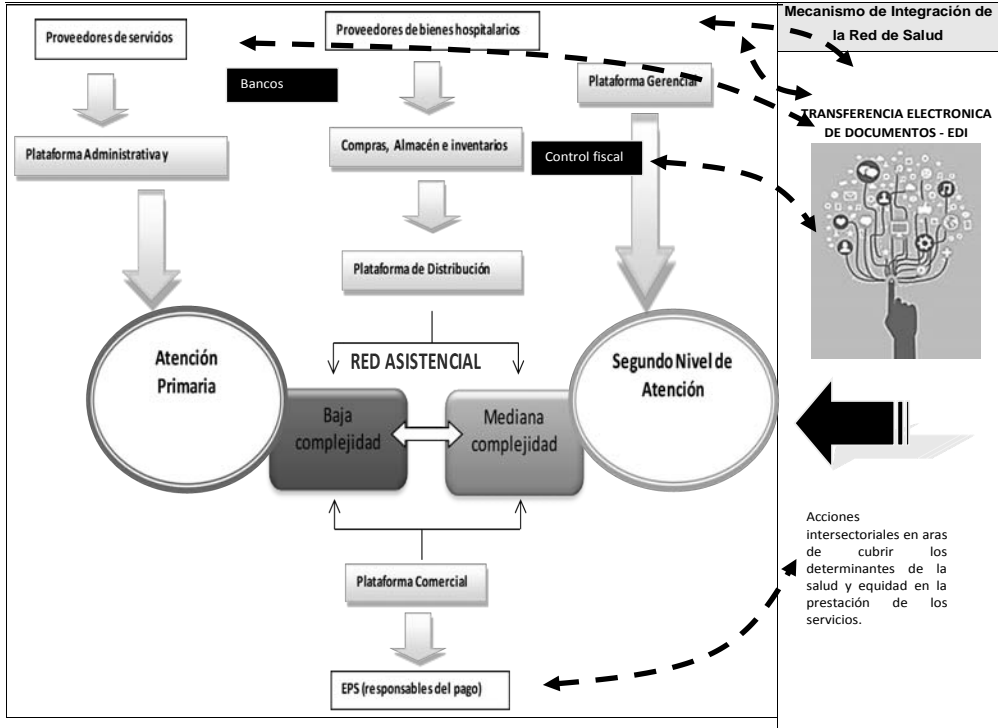 Mecanismo de Integración de
la Red de Salud
Proveedores de servicios
Proveedores de bienes hospitalarios
Bancos
Plataforma Gerencial
TRANSFERENCIA ELECTRONICA
DE DOCUMENTOS - EDI
Plataforma Administrativa y
Compras, Almacén e inventarios
Control fiscal
Plataforma de Distribución
Atención
Primaria
RED ASISTENCIAL
Segundo Nivel de
Atención
Baja
complejidad
Mediana
complejidad
Acciones
intersectoriales en aras
de cubrir los
determinantes de la
salud y equidad en la
prestación de los
servicios.
Plataforma Comercial
EPS (responsables del pago)